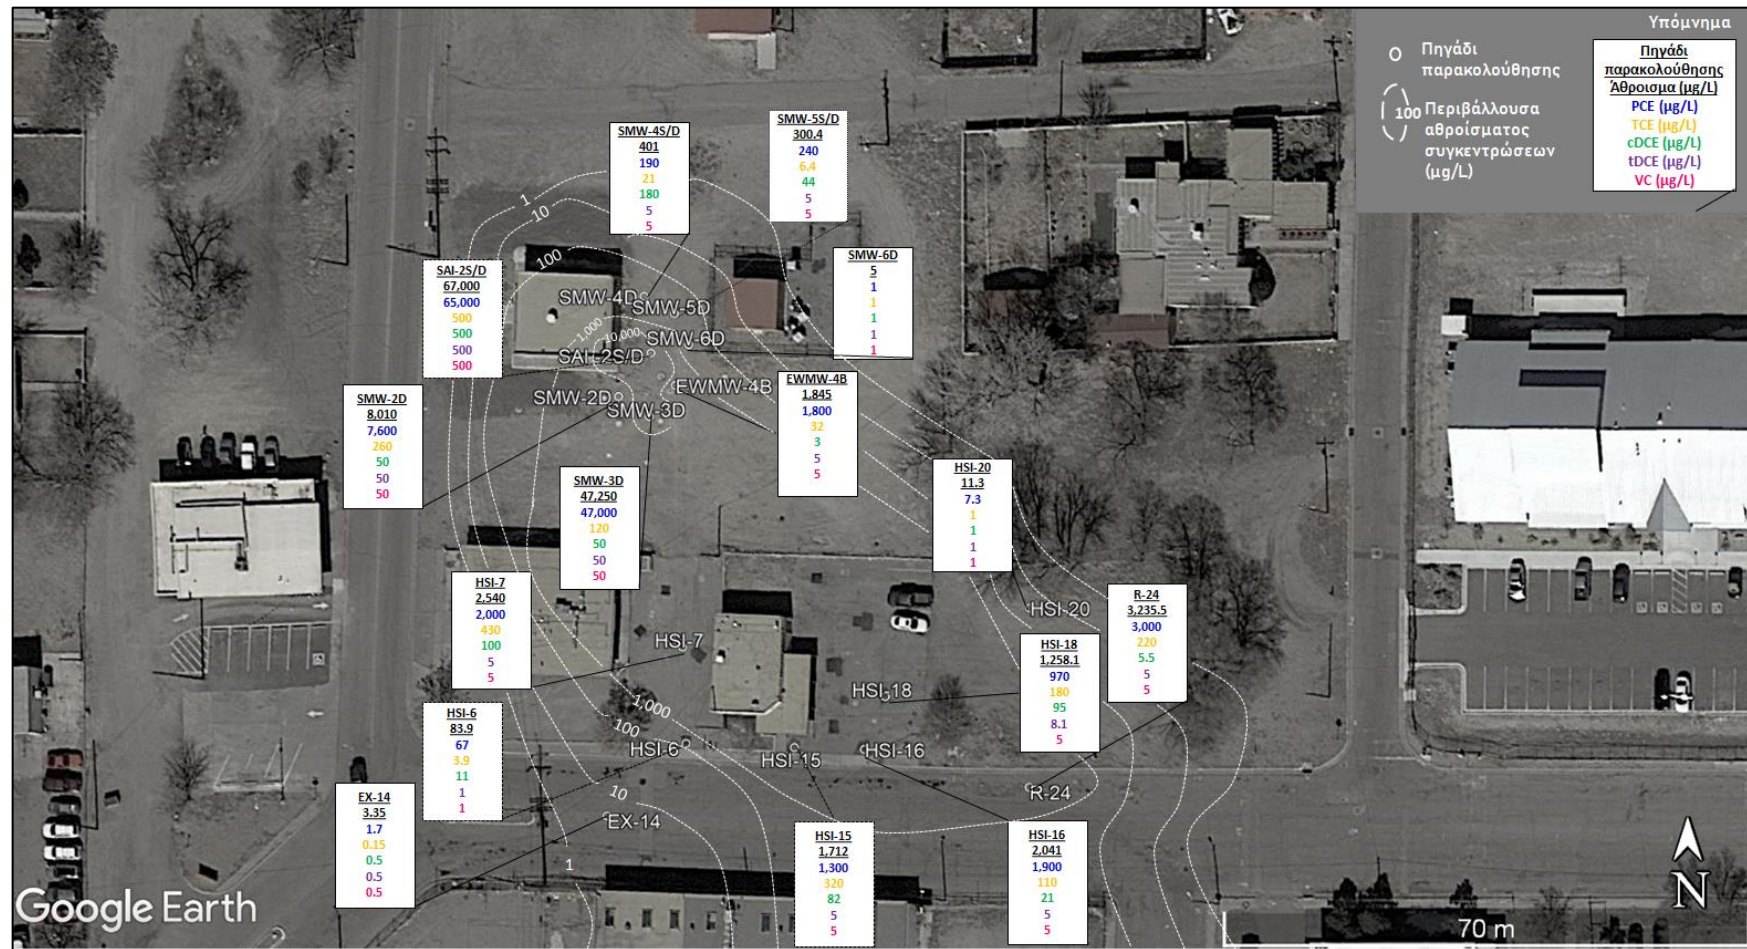 Υπόμνημα
Πηγάδι
παρακολούθησης
100 Περιβάλλουσα
αθροίσματος
συγκεντρώσεων
(μg/L)
Πηγάδι
παρακολούθησης
Άθροισμα (μg/L)
PCE (μg/L)
TCE (μg/L)
cDCE (μg/L)
tDCE (μg/L)
VC (μg/L)
SMW-4S/D
401
190
21
180
5
5
SMW-5S/D
300.4
240
6.4
44
5
5
SMW-6D
5
1
1
1
1
1
SAI-2S/D
67,000
65,000
500
500
500
500
SMW-2D
8,010
7,600
260
50
50
50
EWMW-4B
1,845
1,800
32
3
5
5
SMW-3D
47,250
47,000
120
50
50
50
HSI-20
11.3
7.3
1
1
1
1
HSI-7
2,540
2,000
430
100
5
5
R-24
3,235.5
3,000
220
5.5
5
5
HSI-18
1,258.1
970
180
95
8.1
5
HSI-6
83.9
67
3.9
11
1
1
EX-14
3.35
1.7
0.15
0.5
0.5
0.5
HSI-15
1,712
1,300
320
82
5
5
HSI-16
2,041
1,900
110
21
5
5
1
10
100
1,000
10,000
SMW-4D
SMW-5D
SMW-6D
SAI-2S/D
EWMW-4B
SMW-2D
SMW-3D
HSI-20
HSI-7
HSI-18
1,000
100
HSI-6
HSI-15
HSI-16
R-24
10
EX-14
1
Google Earth
N
70 m